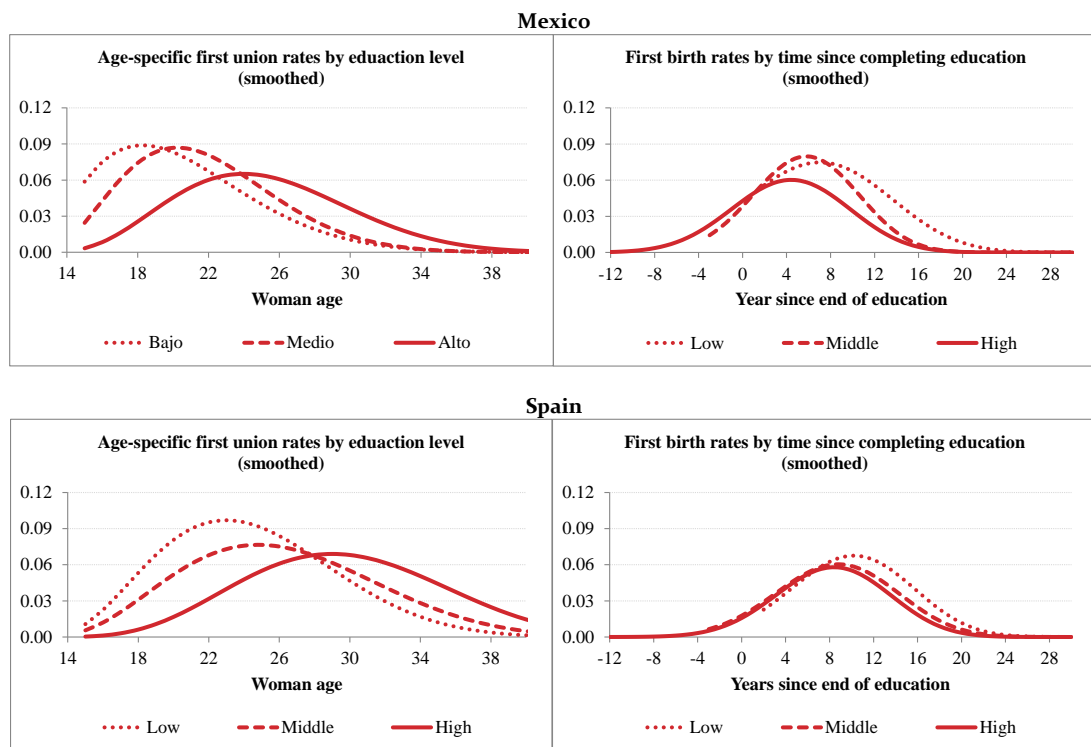 Mexico
Age-specific first union rates by eduaction level
(smoothed)
0.12
0.09
0.06
0.03
0.00
14 18 22 26 30 34 38
Woman age
Bajo Medio Alto
First birth rates by time since completing education
(smoothed)
0.12
0.09
0.06
0.03
0.00
-12 -8 -4 0 4 8 12 16 20 24 28
Year since end of education
Low Middle High
Spain
Age-specific first union rates by eduaction level
(smoothed)
0.12
0.09
0.06
0.03
0.00
14 18 22 26 30 34 38
Woman age
Low Middle High
First birth rates by time since completing education
(smoothed)
0.12
0.09
0.06
0.03
0.00
-12 -8 -4 0 4 8 12 16 20 24 28
Years since end of education
Low Middle High